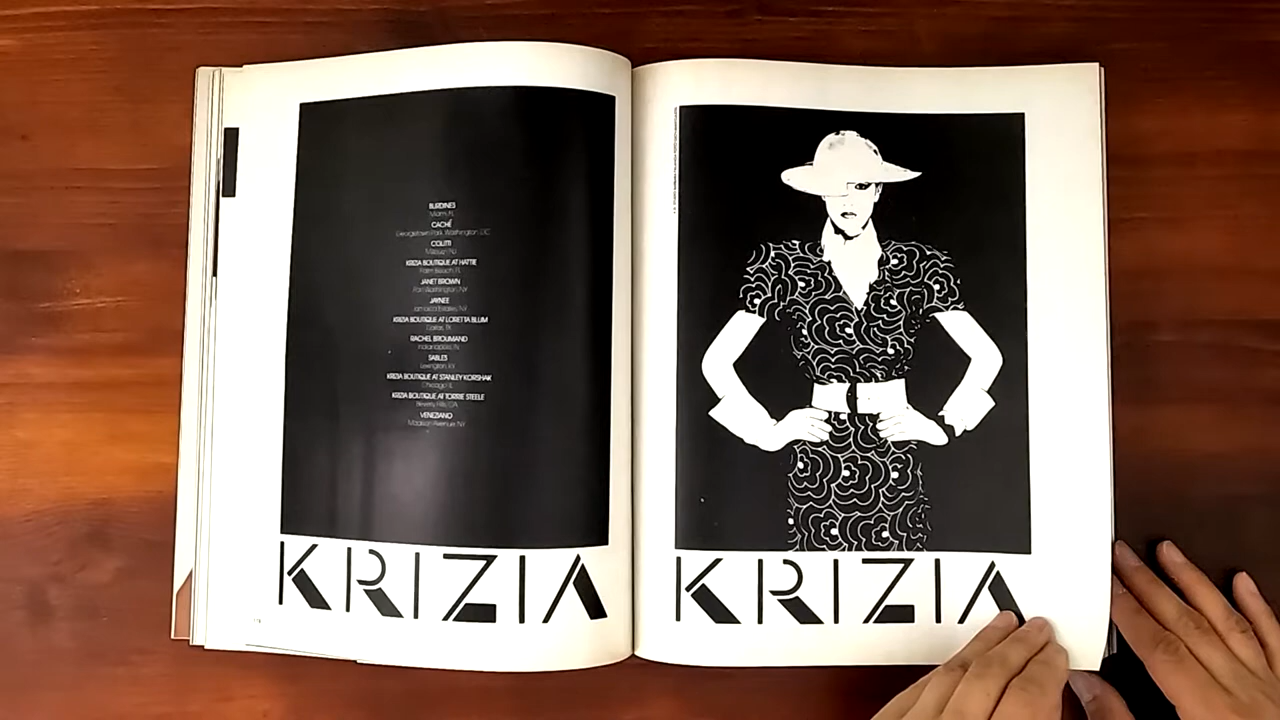 BURDINES
Miami, FL
CACHÉ
Georgetown Park, Washington, DC
COLITTI
KRIZIA BOUTIQUE AT HATTIE
Palm Beach, FL
JANET BROWN
Port Washington, NY
JAYNEE
Jamaica Estates, NY
KRIZIA BOUTIQUE AT LORETTA BLUM
Dallas, TX
RACHEL BROUMAND
Indianapolis, IN
SABLES
Lexington, KY
KRIZIA BOUTIQUE AT STANLEY KORSHAK
Chicago, IL
KRIZIA BOUTIQUE AT TORRIE STEELE
Beverly Hills, CA
VENEZIANO
Madison Avenue, NY
KRIZIA
KRIZIA